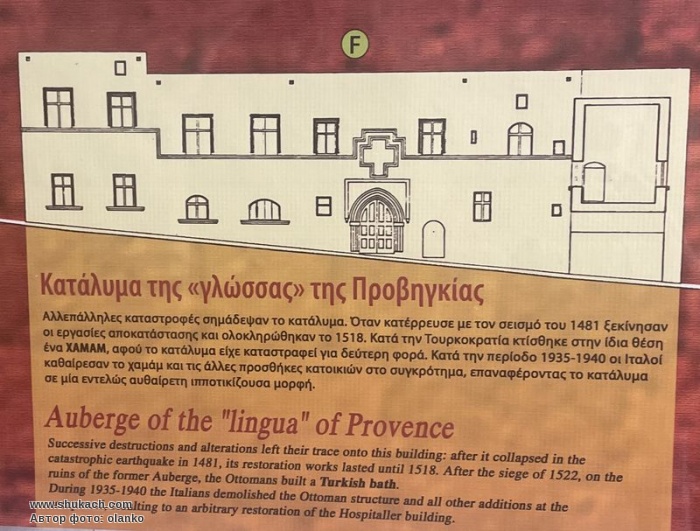 F
Κατάλυμα της «γλώσσας» της Προβηγκίας
Αλλεπάλληλες καταστροφές σημάδεψαν το κατάλυμα. Όταν κατέρρευσε με τον σεισμό του 1481 ξεκίνησαν
οι εργασίες αποκατάστασης και ολοκληρώθηκαν το 1518. Κατά την Τουρκοκρατία κτίσθηκε στην ίδια θέση
ένα ΧΑΜΑΜ, αφού το κατάλυμα είχε καταστραφεί για δεύτερη φορά. Κατά την περίοδο 1935-1940 οι Ιταλοί
καθαίρεσαν το χαμάμ και τις άλλες προσθήκες κατοικιών στο συγκρότημα, επαναφέροντας το κατάλυμα
σε μία εντελώς αυθαίρετη ιπποτικίζουσα μορφή.
Auberge of the "lingua" of Provence
Successive destructions and alterations left their trace onto this building: after it collapsed in the
catastrophic earthquake in 1481, its restoration works lasted until 1518. After the siege of 1522, on the
ruins of the former Auberge, the Ottomans built a Turkish bath.
During 1935-1940 the Italians demolished the Ottoman structure and all other additions at the
to an arbitrary restoration of the Hospitaller building.
www.shukach.com
Автор фото: olanko